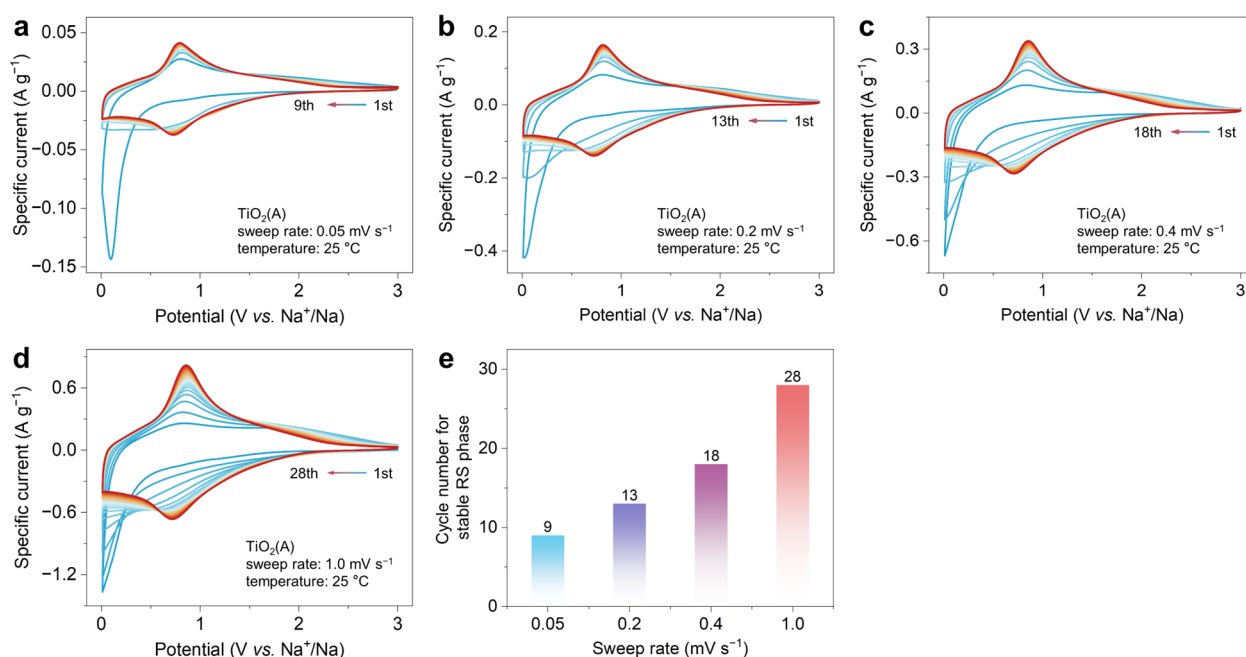 a
0.05
0.00
−0.05
−0.10
−0.15
Specific current (A g⁻¹)
9th
1st
TiO₂(A)
sweep rate: 0.05 mV s⁻¹
temperature: 25 °C
0
1
2
3
Potential (V vs. Na⁺/Na)
b
0.2
0.0
−0.2
−0.4
Specific current (A g⁻¹)
13th
1st
TiO₂(A)
sweep rate: 0.2 mV s⁻¹
temperature: 25 °C
0
1
2
3
Potential (V vs. Na⁺/Na)
c
0.3
0.0
−0.3
−0.6
Specific current (A g⁻¹)
18th
1st
TiO₂(A)
sweep rate: 0.4 mV s⁻¹
temperature: 25 °C
0
1
2
3
Potential (V vs. Na⁺/Na)
d
0.6
0.0
−0.6
−1.2
Specific current (A g⁻¹)
28th
1st
TiO₂(A)
sweep rate: 1.0 mV s⁻¹
temperature: 25 °C
0
1
2
3
Potential (V vs. Na⁺/Na)
e
30
20
10
0
Cycle number for
stable RS phase
9
13
18
28
0.05
0.2
0.4
1.0
Sweep rate (mV s⁻¹)